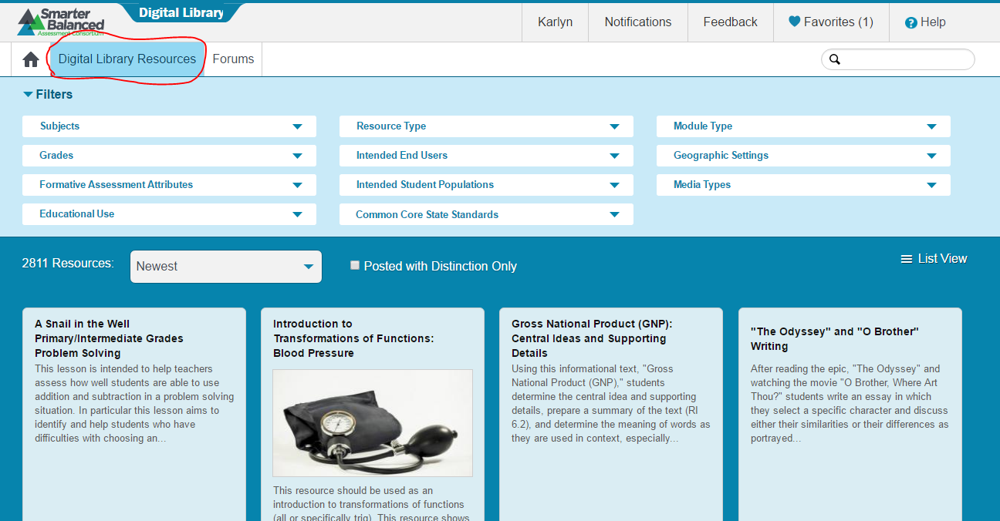 Smarter
Balanced
Assessment Consortium
Digital Library
Karlyn
Notifications
Feedback
Favorites (1)
? Help
Digital Library Resources
Forums
Filters
Subjects
Resource Type
Module Type
Grades
Intended End Users
Geographic Settings
Formative Assessment Attributes
Intended Student Populations
Media Types
Educational Use
Common Core State Standards
2811 Resources:
Newest
Posted with Distinction Only
List View
A Snail in the Well
Primary/Intermediate Grades
Problem Solving
This lesson is intended to help teachers
assess how well students are able to use
addition and subtraction in a problem solving
situation. In particular this lesson aims to
identify and help students who have
difficulties with choosing an...
Introduction to
Transformations of Functions:
Blood Pressure
This resource should be used as an
introduction to transformations of functions
(all or specifically trig). This resource shows
Gross National Product (GNP):
Central Ideas and Supporting
Details
Using this informational text, "Gross
National Product (GNP)," students
determine the central idea and supporting
details, prepare a summary of the text (RI
6.2), and determine the meaning of words as
they are used in context, especially...
"The Odyssey" and "O Brother"
Writing
After reading the epic, "The Odyssey" and
watching the movie "O Brother, Where Art
Thou?" students write an essay in which
they select a specific character and discuss
either their similarities or their differences as
portrayed...